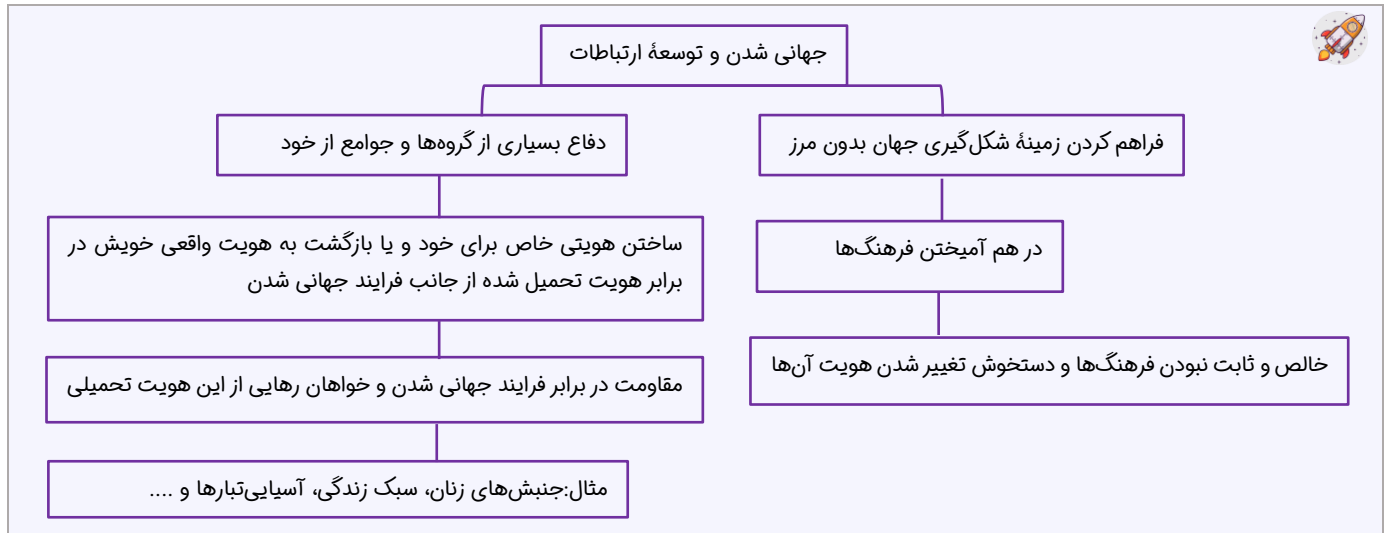 جهانی شدن و توسعهٔ ارتباطات
فراهم کردن زمینهٔ شکل‌گیری جهان بدون مرز
در هم آمیختن فرهنگ‌ها
خالص و ثابت نبودن فرهنگ‌ها و دستخوش تغییر شدن هویت آن‌ها
دفاع بسیاری از گروه‌ها و جوامع از خود
ساختن هویتی خاص برای خود و یا بازگشت به هویت واقعی خویش در
برابر هویت تحمیل شده از جانب فرایند جهانی شدن
مقاومت در برابر فرایند جهانی شدن و خواهان رهایی از این هویت تحمیلی
مثال:جنبش‌های زنان، سبک زندگی، آسیایی‌تبارها و ....